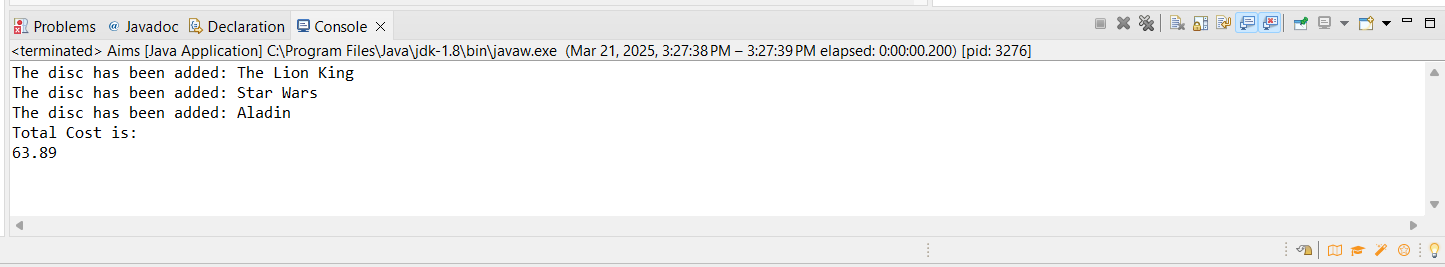 Problems @ Javadoc Declaration Console
<terminated> Aims [Java Application] C:\Program Files\Java\jdk-1.8\bin\javaw.exe (Mar 21, 2025, 3:27:38 PM – 3:27:39 PM elapsed: 0:00:00.200) [pid: 3276]
The disc has been added: The Lion King
The disc has been added: Star Wars
The disc has been added: Aladin
Total Cost is:
63.89